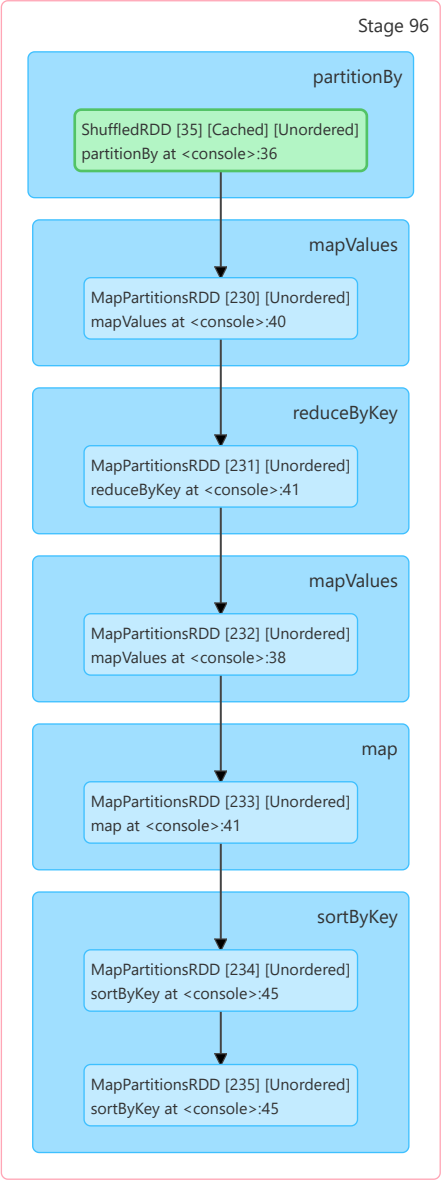 Stage 96
partitionBy
ShuffledRDD [35] [Cached] [Unordered]
partitionBy at <console>:36
mapValues
MapPartitionsRDD [230] [Unordered]
mapValues at <console>:40
reduceByKey
MapPartitionsRDD [231] [Unordered]
reduceByKey at <console>:41
mapValues
MapPartitionsRDD [232] [Unordered]
mapValues at <console>:38
map
MapPartitionsRDD [233] [Unordered]
map at <console>:41
sortByKey
MapPartitionsRDD [234] [Unordered]
sortByKey at <console>:45
MapPartitionsRDD [235] [Unordered]
sortByKey at <console>:45